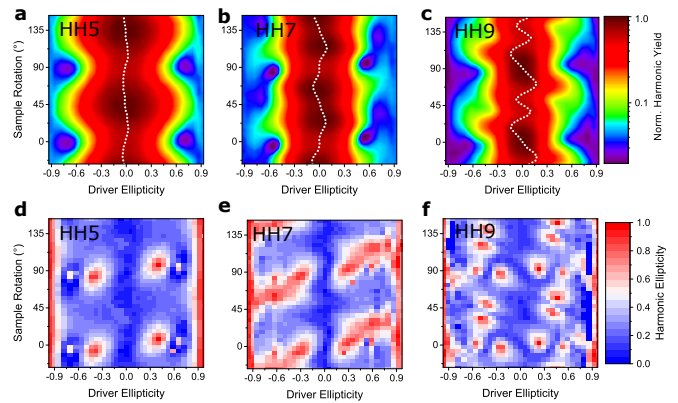 a
HH5
b
HH7
c
HH9
Sample Rotation (°)
135
90
45
0
-0.9 -0.6 -0.3 0.0 0.3 0.6 0.9
Driver Ellipticity
135
90
45
0
-0.9 -0.6 -0.3 0.0 0.3 0.6 0.9
Driver Ellipticity
135
90
45
0
-0.9 -0.6 -0.3 0.0 0.3 0.6 0.9
Driver Ellipticity
1.0
0.1
Norm. Harmonic Yield
d
HH5
e
HH7
f
HH9
Sample Rotation (°)
135
90
45
0
-0.9 -0.6 -0.3 0.0 0.3 0.6 0.9
Driver Ellipticity
135
90
45
0
-0.9 -0.6 -0.3 0.0 0.3 0.6 0.9
Driver Ellipticity
135
90
45
0
-0.9 -0.6 -0.3 0.0 0.3 0.6 0.9
Driver Ellipticity
1.0
0.8
0.6
0.4
0.2
0.0
Harmonic Ellipticity